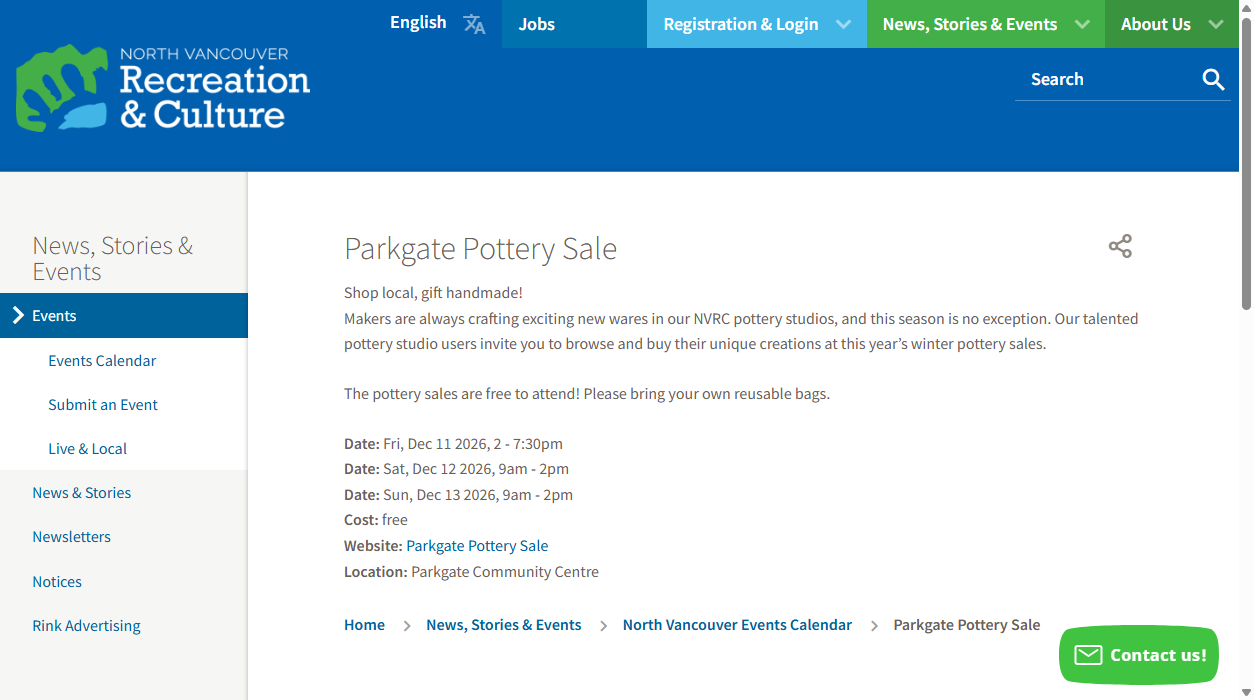 English
Jobs
Registration & Login
News, Stories & Events
About Us
NORTH VANCOUVER
Recreation
& Culture
Search
News, Stories &
Events
Events
Events Calendar
Submit an Event
Live & Local
News & Stories
Newsletters
Notices
Rink Advertising
Parkgate Pottery Sale
Shop local, gift handmade!
Makers are always crafting exciting new wares in our NVRC pottery studios, and this season is no exception. Our talented
pottery studio users invite you to browse and buy their unique creations at this year’s winter pottery sales.
The pottery sales are free to attend! Please bring your own reusable bags.
Date: Fri, Dec 11 2026, 2 - 7:30pm
Date: Sat, Dec 12 2026, 9am - 2pm
Date: Sun, Dec 13 2026, 9am - 2pm
Cost: free
Website: Parkgate Pottery Sale
Location: Parkgate Community Centre
Home > News, Stories & Events > North Vancouver Events Calendar > Parkgate Pottery Sale
Contact us!